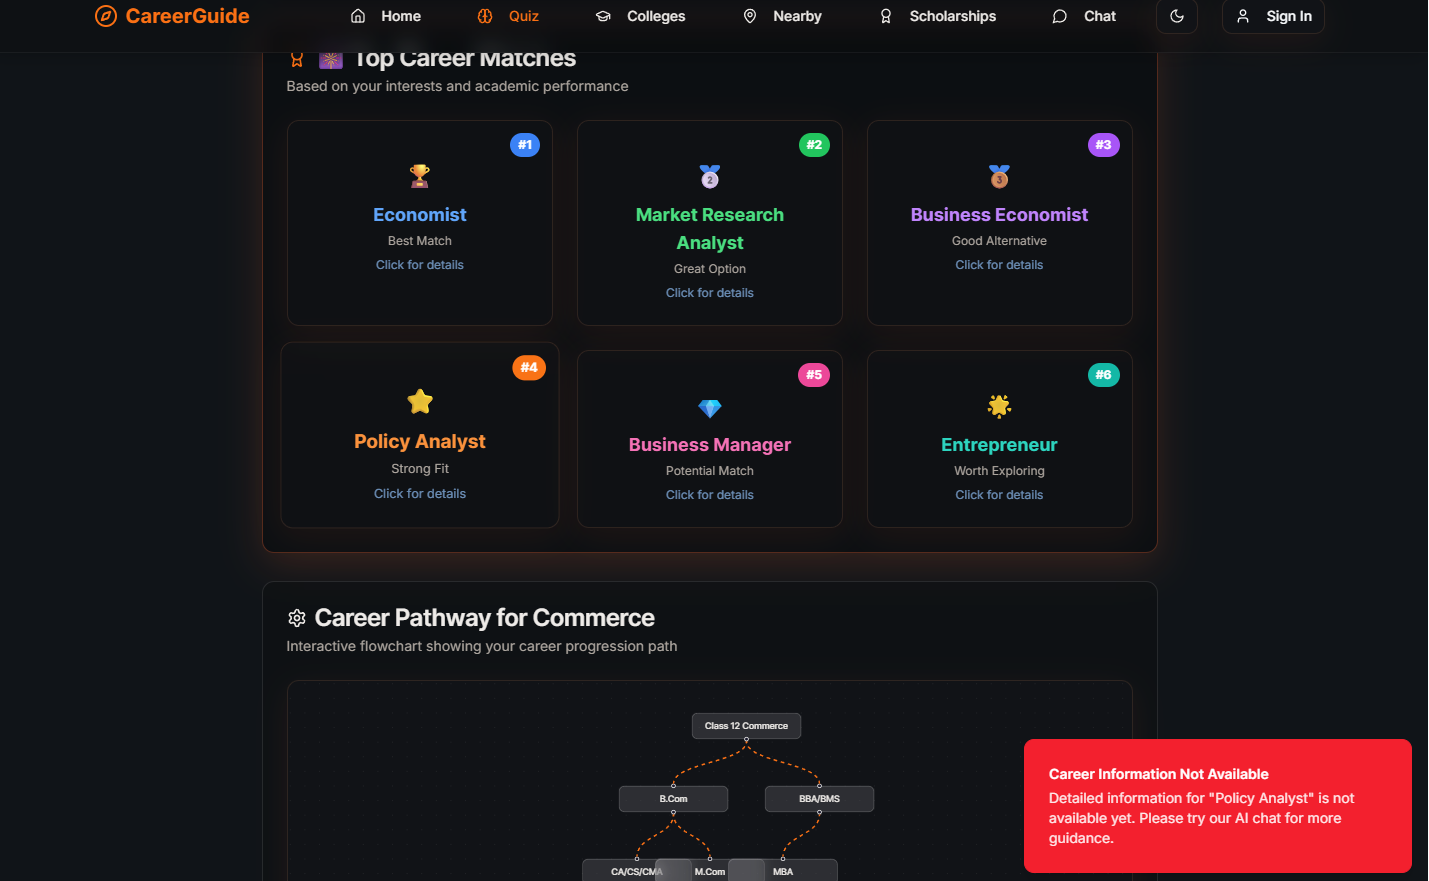 CareerGuide
Home
Quiz
Colleges
Nearby
Scholarships
Chat
Sign In
Top Career Matches
Based on your interests and academic performance
#1
Economist
Best Match
Click for details
#2
2
Market Research
Analyst
Great Option
Click for details
#3
3
Business Economist
Good Alternative
Click for details
#4
Policy Analyst
Strong Fit
Click for details
#5
Business Manager
Potential Match
Click for details
#6
Entrepreneur
Worth Exploring
Click for details
Career Pathway for Commerce
Interactive flowchart showing your career progression path
Class 12 Commerce
B.Com
BBA/BMS
CA/CS/CMA
M.Com
MBA
Career Information Not Available
Detailed information for "Policy Analyst" is not
available yet. Please try our AI chat for more
guidance.